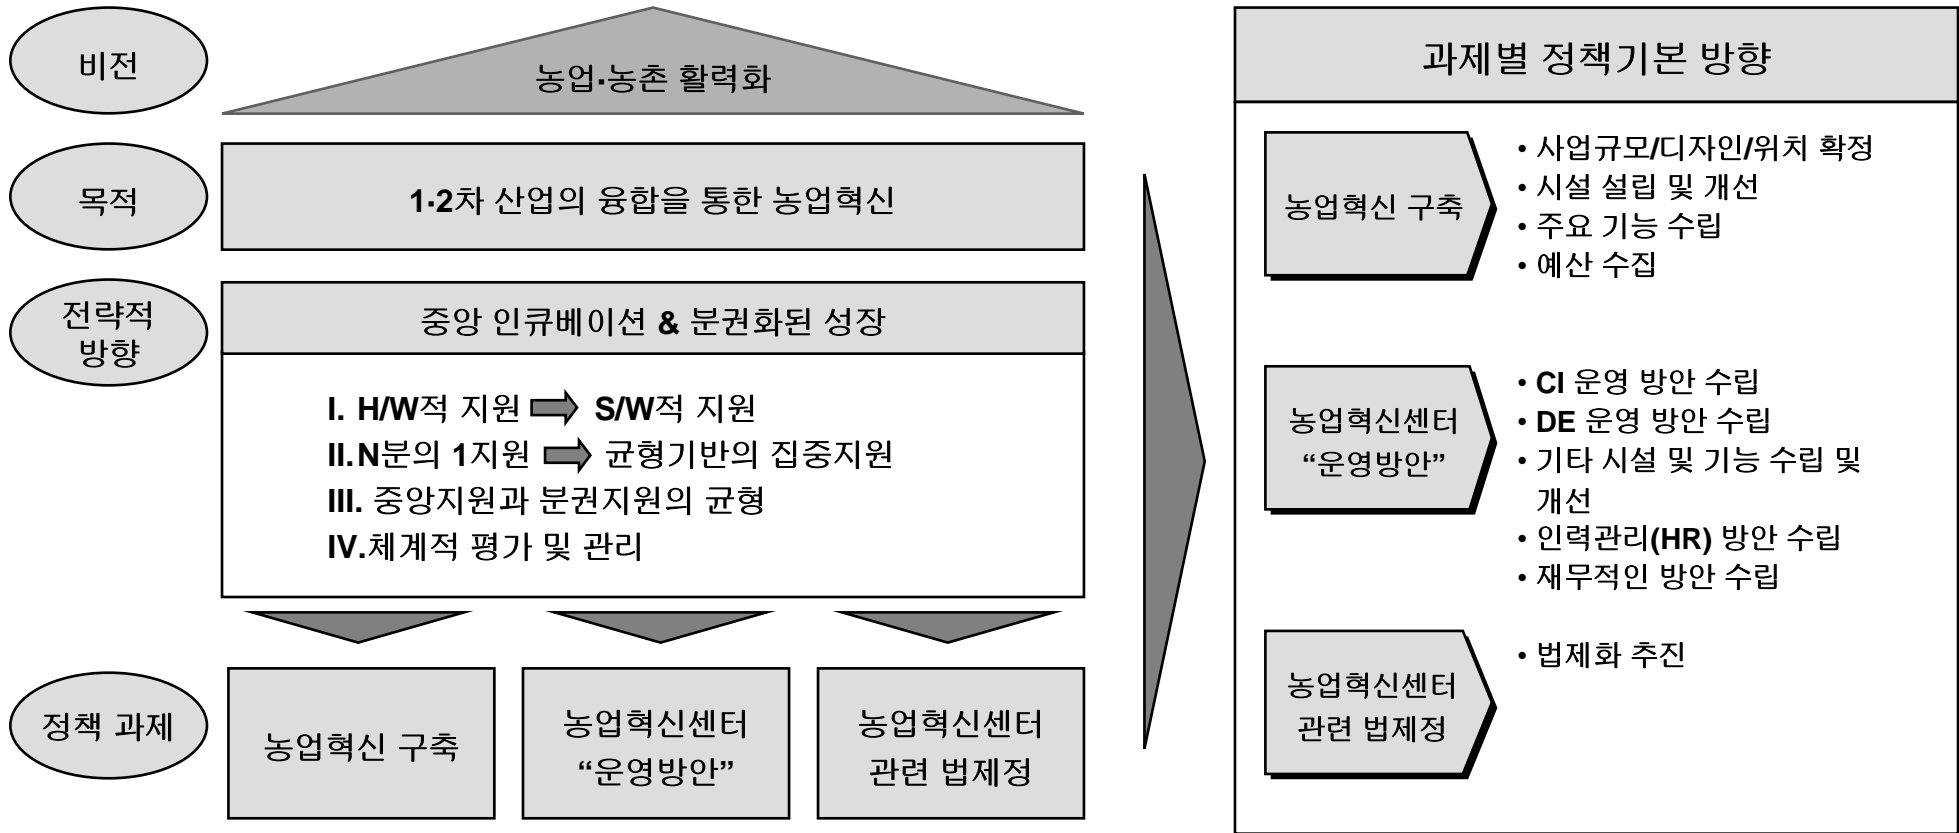 비전
농업·농촌 활력화
목적
1·2차 산업의 융합을 통한 농업혁신
전략적
방향
중앙 인큐베이션 & 분권화된 성장
I. H/W적 지원 S/W적 지원
II.N분의 1지원 균형기반의 집중지원
III. 중앙지원과 분권지원의 균형
IV.체계적 평가 및 관리
정책 과제
농업혁신 구축
농업혁신센터
“운영방안”
농업혁신센터
관련 법제정
과제별 정책기본 방향
농업혁신 구축
• 사업규모/디자인/위치 확정
• 시설 설립 및 개선
• 주요 기능 수립
• 예산 수집
농업혁신센터
“운영방안”
• CI 운영 방안 수립
• DE 운영 방안 수립
• 기타 시설 및 기능 수립 및
개선
• 인력관리(HR) 방안 수립
• 재무적인 방안 수립
농업혁신센터
관련 법제정
• 법제화 추진